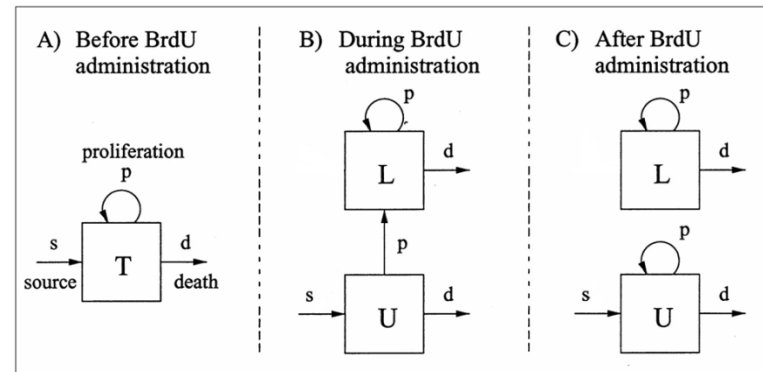 A) Before BrdU
administration
proliferation
p
s
d
T
source
death
B) During BrdU
administration
p
L
d
p
s
U
d
C) After BrdU
administration
p
L
d
p
s
U
d